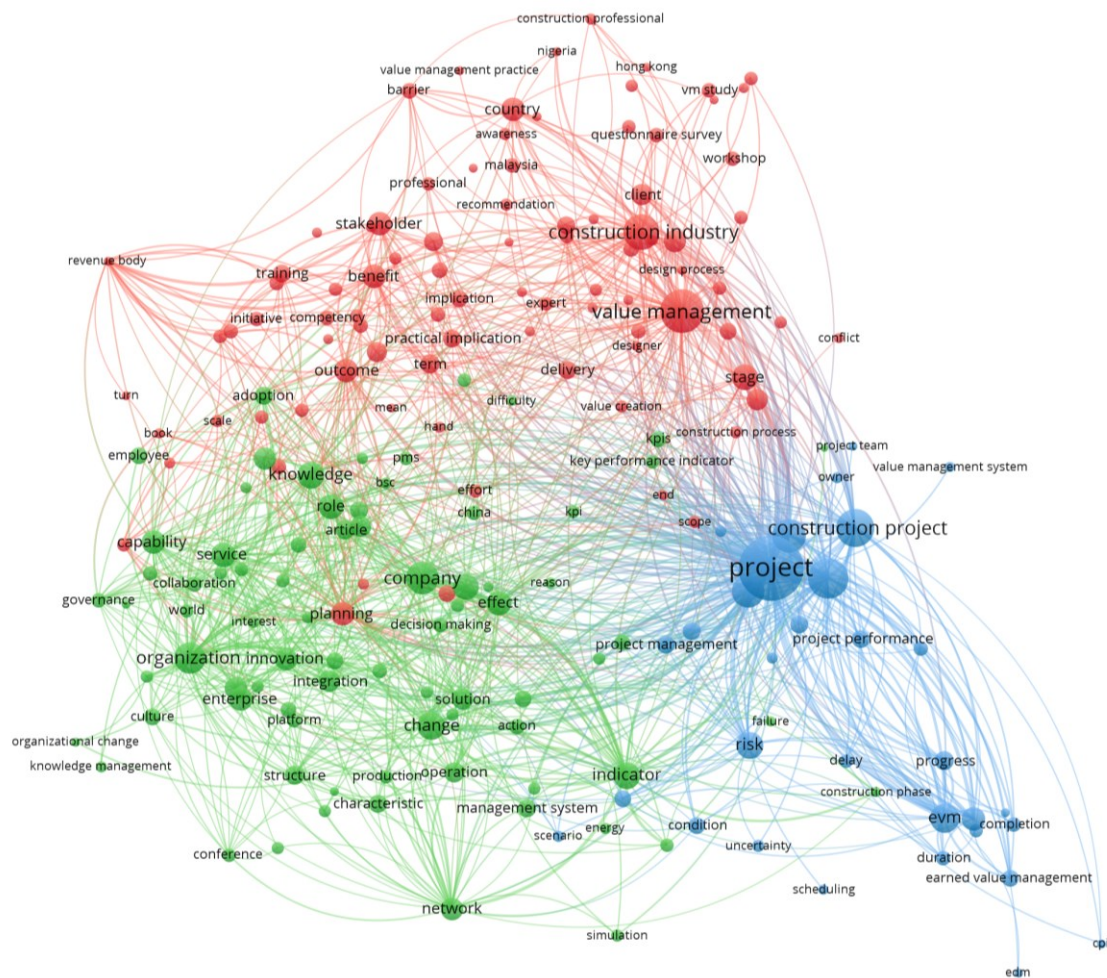 construction professional
nigeria
hong kong
value management practice
barrier
vm study
country
awareness
questionnaire survey
malaysia
workshop
professional
client
recommendation
stakeholder
construction industry
revenue body
training
benefit
design process
implication
expert
value management
initiative
competency
practical implication
designer
conflict
outcome
term
delivery
stage
turn
adoption
difficulty
mean
value creation
scale
book
hand
construction process
employee
kpis
project team
pms
key performance indicator
value management system
knowledge
bsc
effort
owner
end
role
china
kpi
article
scope
construction project
capability
service
project
company
reason
collaboration
governance
effect
world
planning
interest
decision making
project management
project performance
organization
innovation
integration
enterprise
solution
culture
platform
change
action
failure
organizational change
risk
knowledge management
delay
progress
structure
production
operation
indicator
construction phase
characteristic
management system
evm
energy
condition
completion
scenario
uncertainty
conference
duration
earned value management
scheduling
network
simulation
edm